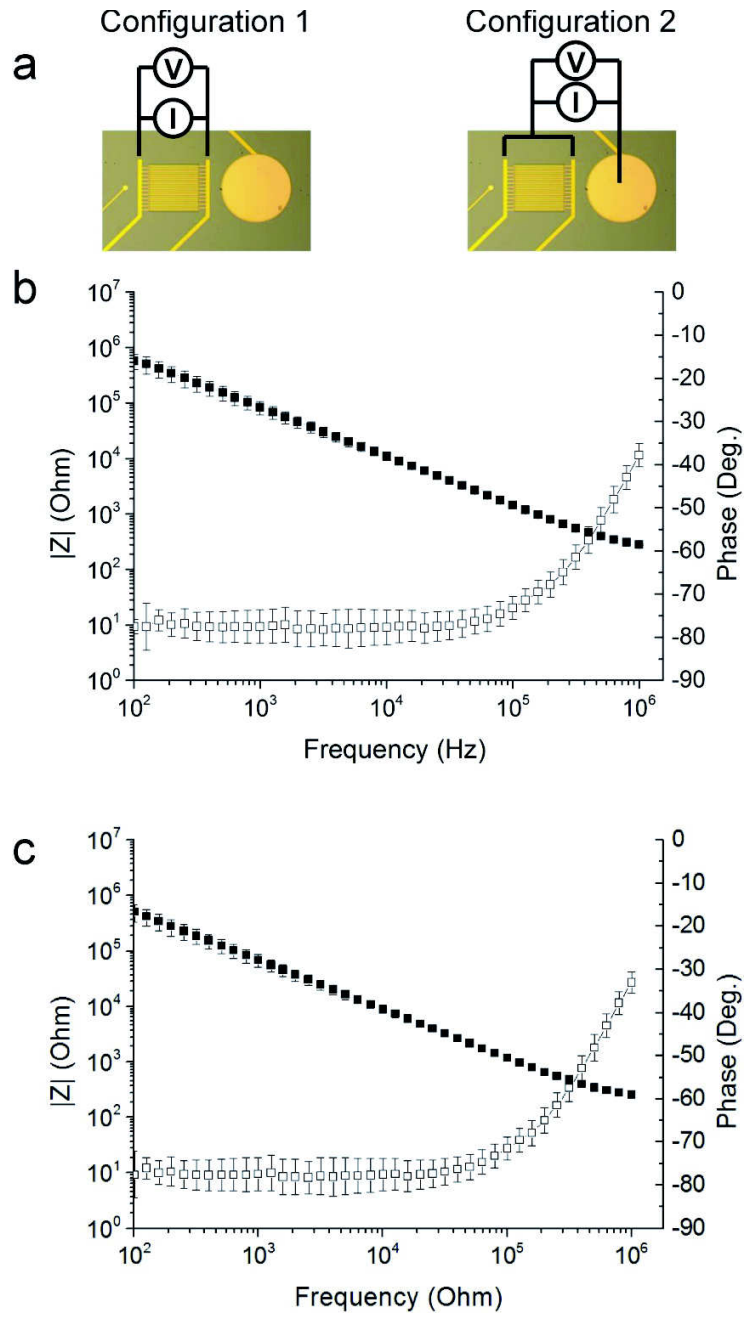 Configuration 1 Configuration 2
a
V V
I I
b
10^7 0
10^6 -10
10^5 -20
10^4 -30
10^3 -40
10^2 -50
10^1 -60
10^0 -70
-80
-90
|Z| (Ohm)
Phase (Deg.)
10^2 10^3 10^4 10^5 10^6
Frequency (Hz)
c
10^7 0
10^6 -10
10^5 -20
10^4 -30
10^3 -40
10^2 -50
10^1 -60
10^0 -70
-80
-90
|Z| (Ohm)
Phase (Deg.)
10^2 10^3 10^4 10^5 10^6
Frequency (Ohm)